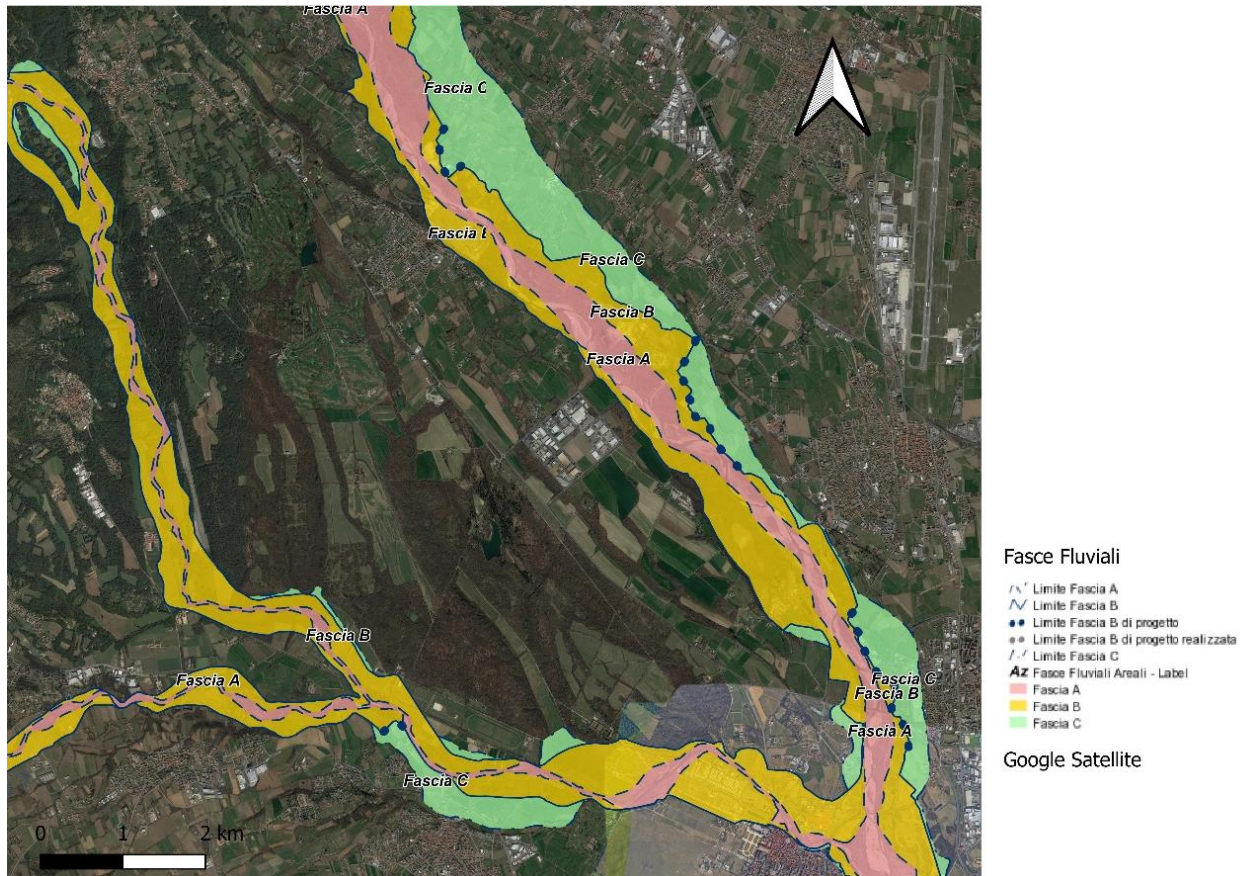 Fascia A
Fascia C
Fascia B
Fascia C
Fascia B
Fascia A
Fascia B
Fascia A
Fascia C
Fascia B
Fascia A
Fascia C
0 1 2 km
Fasce Fluviali
Limite Fascia A
Limite Fascia B
Limite Fascia B di progetto
Limite Fascia B di progetto realizzata
Limite Fascia C
Az Fasce Fluviali Areali - Label
Fascia A
Fascia B
Fascia C
Google Satellite